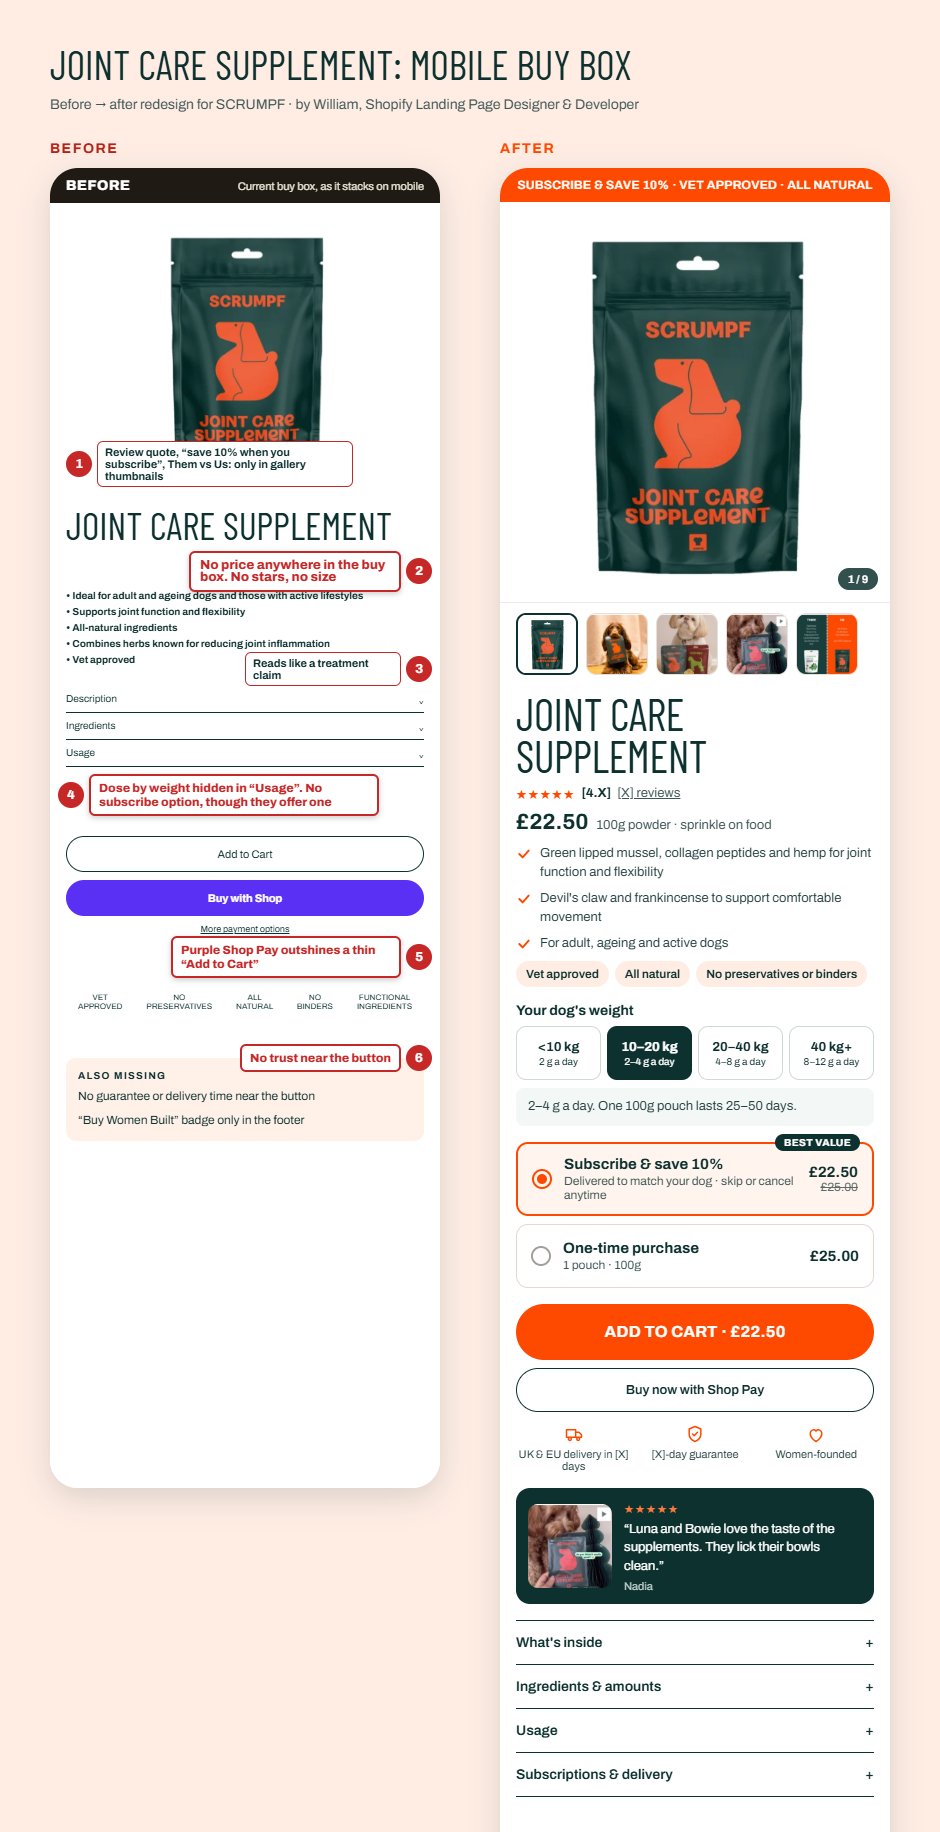 JOINT CARE SUPPLEMENT: MOBILE BUY BOX
Before → after redesign for SCRUMPF · by William, Shopify Landing Page Designer & Developer
BEFORE
BEFORE
Current buy box, as it stacks on mobile
SCRUMPF
JOINT CARE
SUPPLEMENT
1
Review quote, “save 10% when you
subscribe”, Them vs Us: only in gallery
thumbnails
JOINT CARE SUPPLEMENT
No price anywhere in the buy
box. No stars, no size
2
• Ideal for adult and ageing dogs and those with active lifestyles
• Supports joint function and flexibility
• All-natural ingredients
• Combines herbs known for reducing joint inflammation
• Vet approved
Reads like a treatment
claim
3
Description
Ingredients
Usage
4
Dose by weight hidden in “Usage”. No
subscribe option, though they offer one
Add to Cart
Buy with Shop
More payment options
Purple Shop Pay outshines a thin
“Add to Cart”
5
VET
APPROVED
NO
PRESERVATIVES
ALL
NATURAL
NO
BINDERS
FUNCTIONAL
INGREDIENTS
No trust near the button
6
ALSO MISSING
No guarantee or delivery time near the button
“Buy Women Built” badge only in the footer
AFTER
SUBSCRIBE & SAVE 10% · VET APPROVED · ALL NATURAL
SCRUMPF
JOINT CARE
SUPPLEMENT
1 / 9
JOINT CARE
SUPPLEMENT
★★★★★ [4.X] [X] reviews
£22.50 100g powder · sprinkle on food
Green lipped mussel, collagen peptides and hemp for joint
function and flexibility
Devil's claw and frankincense to support comfortable
movement
For adult, ageing and active dogs
Vet approved
All natural
No preservatives or binders
Your dog's weight
<10 kg
2 g a day
10–20 kg
2–4 g a day
20–40 kg
4–8 g a day
40 kg+
8–12 g a day
2–4 g a day. One 100g pouch lasts 25–50 days.
BEST VALUE
Subscribe & save 10%
Delivered to match your dog · skip or cancel
anytime
£22.50
£25.00
One-time purchase
1 pouch · 100g
£25.00
ADD TO CART · £22.50
Buy now with Shop Pay
UK & EU delivery in [X]
days
[X]-day guarantee
Women-founded
★★★★★
“Luna and Bowie love the taste of the
supplements. They lick their bowls
clean.”
Nadia
What's inside +
Ingredients & amounts +
Usage +
Subscriptions & delivery +